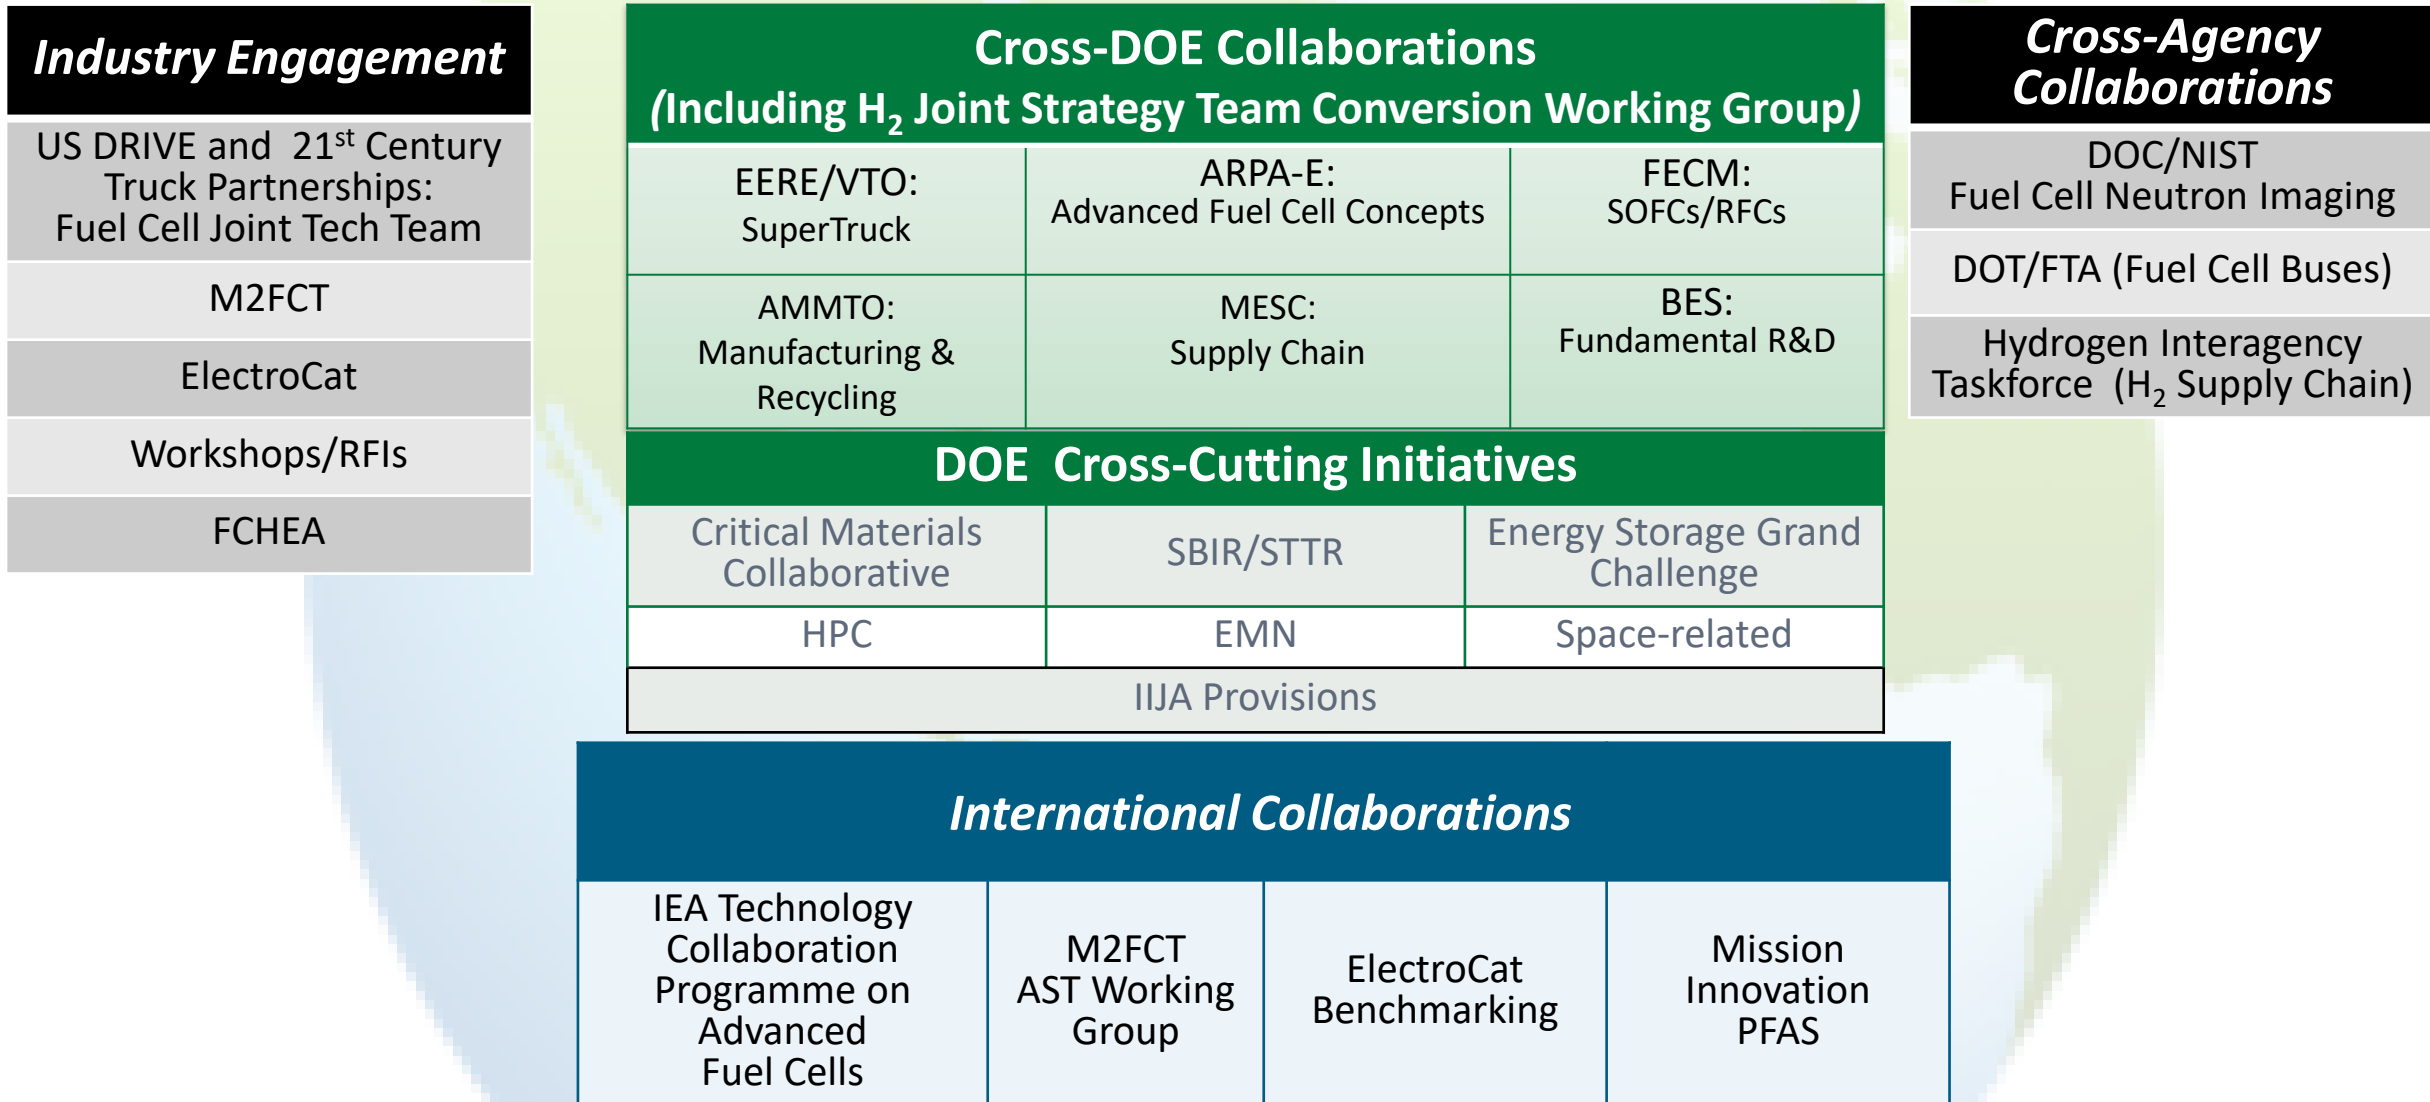 Industry Engagement
US DRIVE and 21st Century
Truck Partnerships:
Fuel Cell Joint Tech Team
M2FCT
ElectroCat
Workshops/RFIs
FCHEA
Cross-DOE Collaborations
(Including H2 Joint Strategy Team Conversion Working Group)
EERE/VTO:
SuperTruck
ARPA-E:
Advanced Fuel Cell Concepts
FECM:
SOFCs/RFCs
AMMTO:
Manufacturing &
Recycling
MESC:
Supply Chain
BES:
Fundamental R&D
DOE Cross-Cutting Initiatives
Critical Materials
Collaborative
SBIR/STTR
Energy Storage Grand
Challenge
HPC
EMN
Space-related
IIJA Provisions
Cross-Agency
Collaborations
DOC/NIST
Fuel Cell Neutron Imaging
DOT/FTA (Fuel Cell Buses)
Hydrogen Interagency
Taskforce (H2 Supply Chain)
International Collaborations
IEA Technology
Collaboration
Programme on
Advanced
Fuel Cells
M2FCT
AST Working
Group
ElectroCat
Benchmarking
Mission
Innovation
PFAS